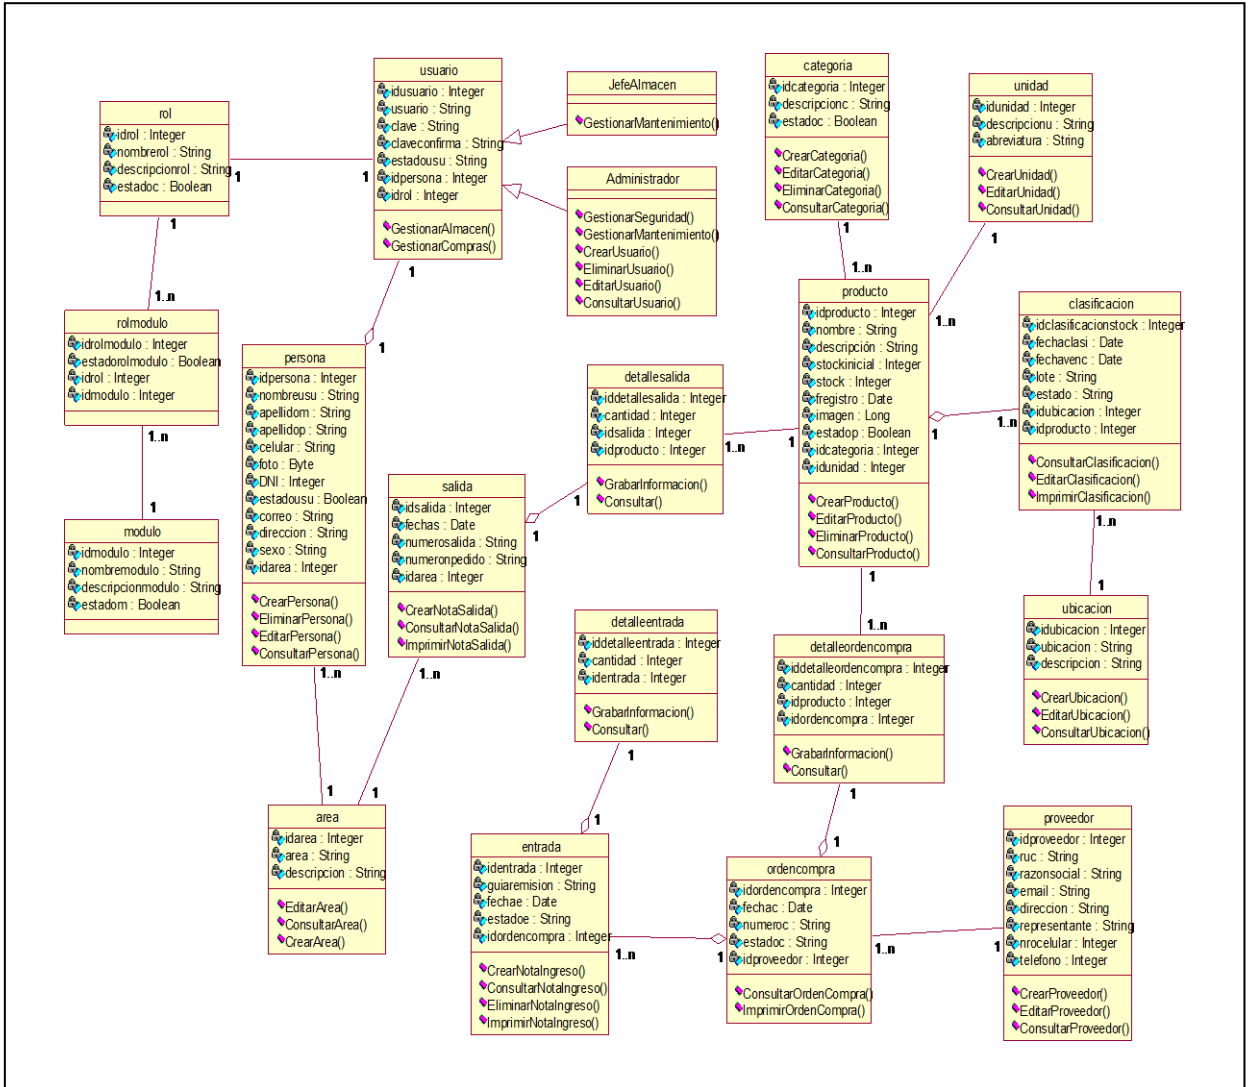 rol
idrol : Integer
nombrerol : String
descripcionrol : String
estadoc : Boolean
1
1
1
1..n
usuario
idusuario : Integer
usuario : String
clave : String
claveconfirma : String
estadousu : String
idpersona : Integer
idrol : Integer
GestionarAlmacen()
GestionarCompras()
1
1
JefeAlmacen
GestionarMantenimiento()
Administrador
GestionarSeguridad()
GestionarMantenimiento()
CrearUsuario()
EliminarUsuario()
EditarUsuario()
ConsultarUsuario()
categoria
idcategoria : Integer
descripcionc : String
estadoc : Boolean
CrearCategoria()
EditarCategoria()
EliminarCategoria()
ConsultarCategoria()
1
1..n
unidad
idunidad : Integer
descripcionu : String
abreviatura : String
CrearUnidad()
EditarUnidad()
ConsultarUnidad()
1
1..n
rolmodulo
idrolmodulo : Integer
estadorolmodulo : Boolean
idrol : Integer
idmodulo : Integer
1..n
1
modulo
idmodulo : Integer
nombremodulo : String
descripcionmodulo : String
estadom : Boolean
persona
idpersona : Integer
nombreusu : String
apellidom : String
apellidop : String
celular : String
foto : Byte
DNI : Integer
estadousu : Boolean
correo : String
direccion : String
sexo : String
idarea : Integer
CrearPersona()
EliminarPersona()
EditarPersona()
ConsultarPersona()
1..n
1
salida
idsalida : Integer
fechas : Date
numerosalida : String
numeronpedido : String
idarea : Integer
CrearNotaSalida()
ConsultarNotaSalida()
ImprimirNotaSalida()
1..n
1
1
1
detallesalida
iddetallesalida : Integer
cantidad : Integer
idsalida : Integer
idproducto : Integer
GrabarInformacion()
Consultar()
1..n
1
producto
idproducto : Integer
nombre : String
descripción : String
stockinicial : Integer
stock : Integer
fregistro : Date
imagen : Long
estadop : Boolean
idcategoria : Integer
idunidad : Integer
CrearProducto()
EditarProducto()
EliminarProducto()
ConsultarProducto()
1
1..n
1
1..n
clasificacion
idclasificacionstock : Integer
fechaclasi : Date
fechavenc : Date
lote : String
estado : String
idubicacion : Integer
idproducto : Integer
ConsultarClasificacion()
EditarClasificacion()
ImprimirClasificacion()
1..n
1
ubicacion
idubicacion : Integer
ubicacion : String
descripcion : String
CrearUbicacion()
EditarUbicacion()
ConsultarUbicacion()
detalleentrada
iddetalleentrada : Integer
cantidad : Integer
identrada : Integer
GrabarInformacion()
Consultar()
1
1
detalleordencompra
iddetalleordencompra : Integer
cantidad : Integer
idproducto : Integer
idordencompra : Integer
GrabarInformacion()
Consultar()
1
1
area
idarea : Integer
area : String
descripcion : String
EditarArea()
ConsultarArea()
CrearArea()
entrada
identrada : Integer
guiaremision : String
fechae : Date
estadoe : String
idordencompra : Integer
CrearNotaIngreso()
ConsultarNotaIngreso()
EliminarNotaIngreso()
ImprimirNotaIngreso()
1..n
1
ordencompra
idordencompra : Integer
fechac : Date
numeroc : String
estadoc : String
idproveedor : Integer
ConsultarOrdenCompra()
ImprimirOrdenCompra()
1..n
1
proveedor
idproveedor : Integer
ruc : String
razonsocial : String
email : String
direccion : String
representante : String
nrocelular : Integer
telefono : Integer
CrearProveedor()
EditarProveedor()
ConsultarProveedor()